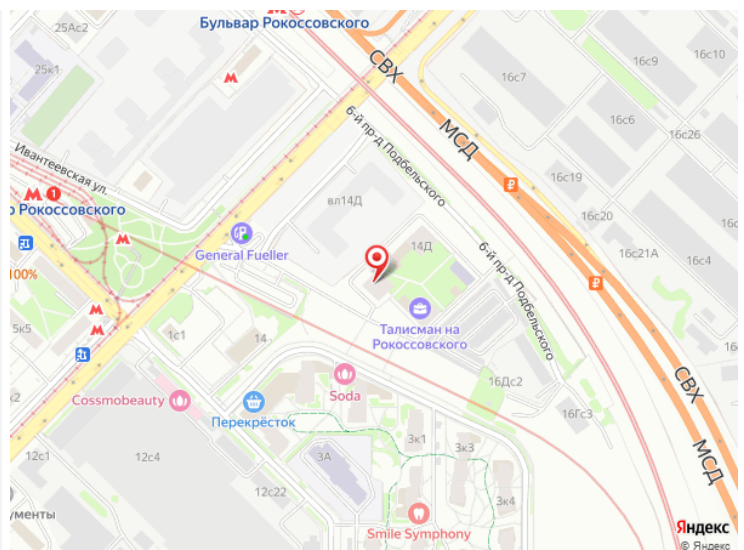 25Ас2
Бульвар Рокоссовского
25к1
СВХ
16с7
16с9
16с10
6-й пр-д Подбельского
МСД
16с6
16с26
Ивантеевская ул.
1
р Рокоссовского
вл14Д
16с19
16с20
General Fueller
14Д
6-й пр-д Подбельского
16с21А
16с4
100%
5к5
1с1
14
Талисман на
Рокоссовского
16Дс2
Cossmobeauty
Soda
Перекрёсток
16Гс3
СВХ
12с1
12с4
3А
3к1
3к3
МСД
12с22
3к4
ументы
Smile Symphony
Яндекс
© Яндекс